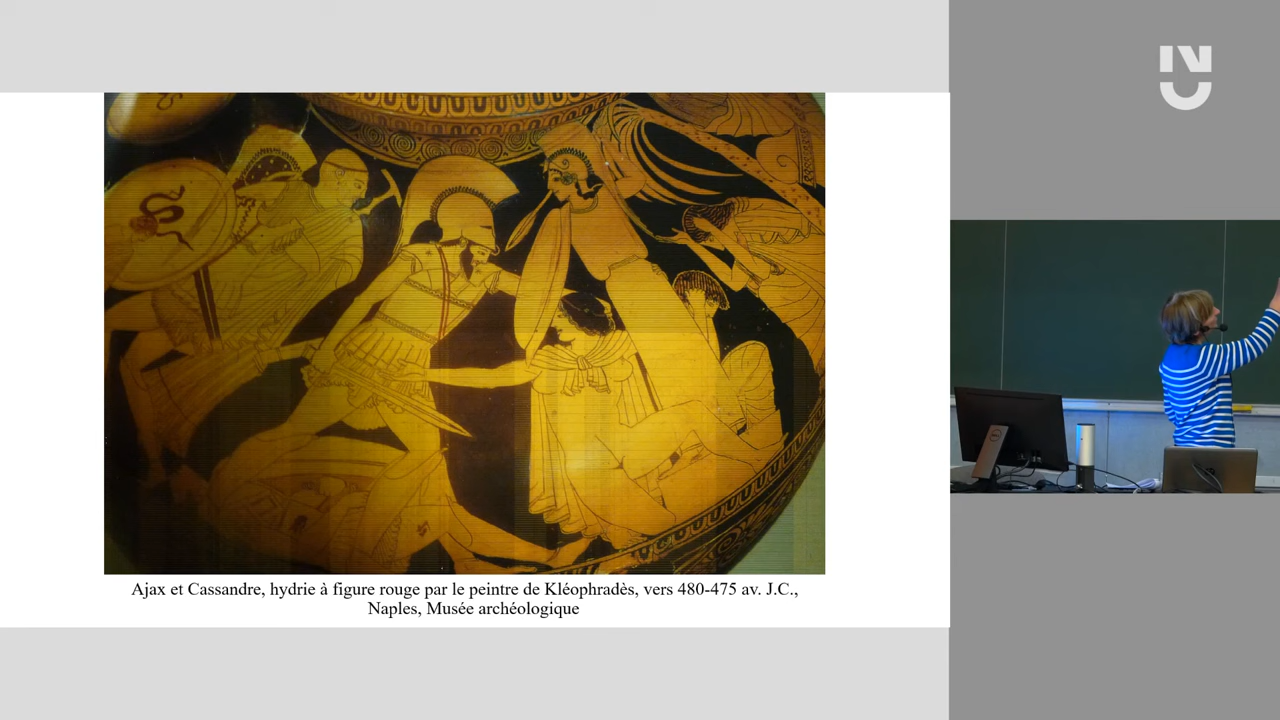 Ajax et Cassandre, hydrie à figure rouge par le peintre de Kléophradès, vers 480-475 av. J.C.,
Naples, Musée archéologique